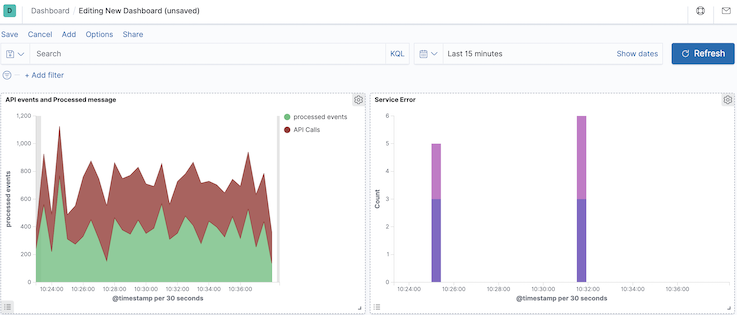 D Dashboard / Editing New Dashboard (unsaved)
Save Cancel Add Options Share
Search KQL Last 15 minutes Show dates Refresh
+ Add filter
API events and Processed message
1,200
1,000
800
600
400
200
0
processed events
10:24:00 10:26:00 10:28:00 10:30:00 10:32:00 10:34:00 10:36:00
@timestamp per 30 seconds
processed events
API Calls
Service Error
6
5
4
3
2
1
0
Count
10:24:00 10:26:00 10:28:00 10:30:00 10:32:00 10:34:00 10:36:00
@timestamp per 30 seconds